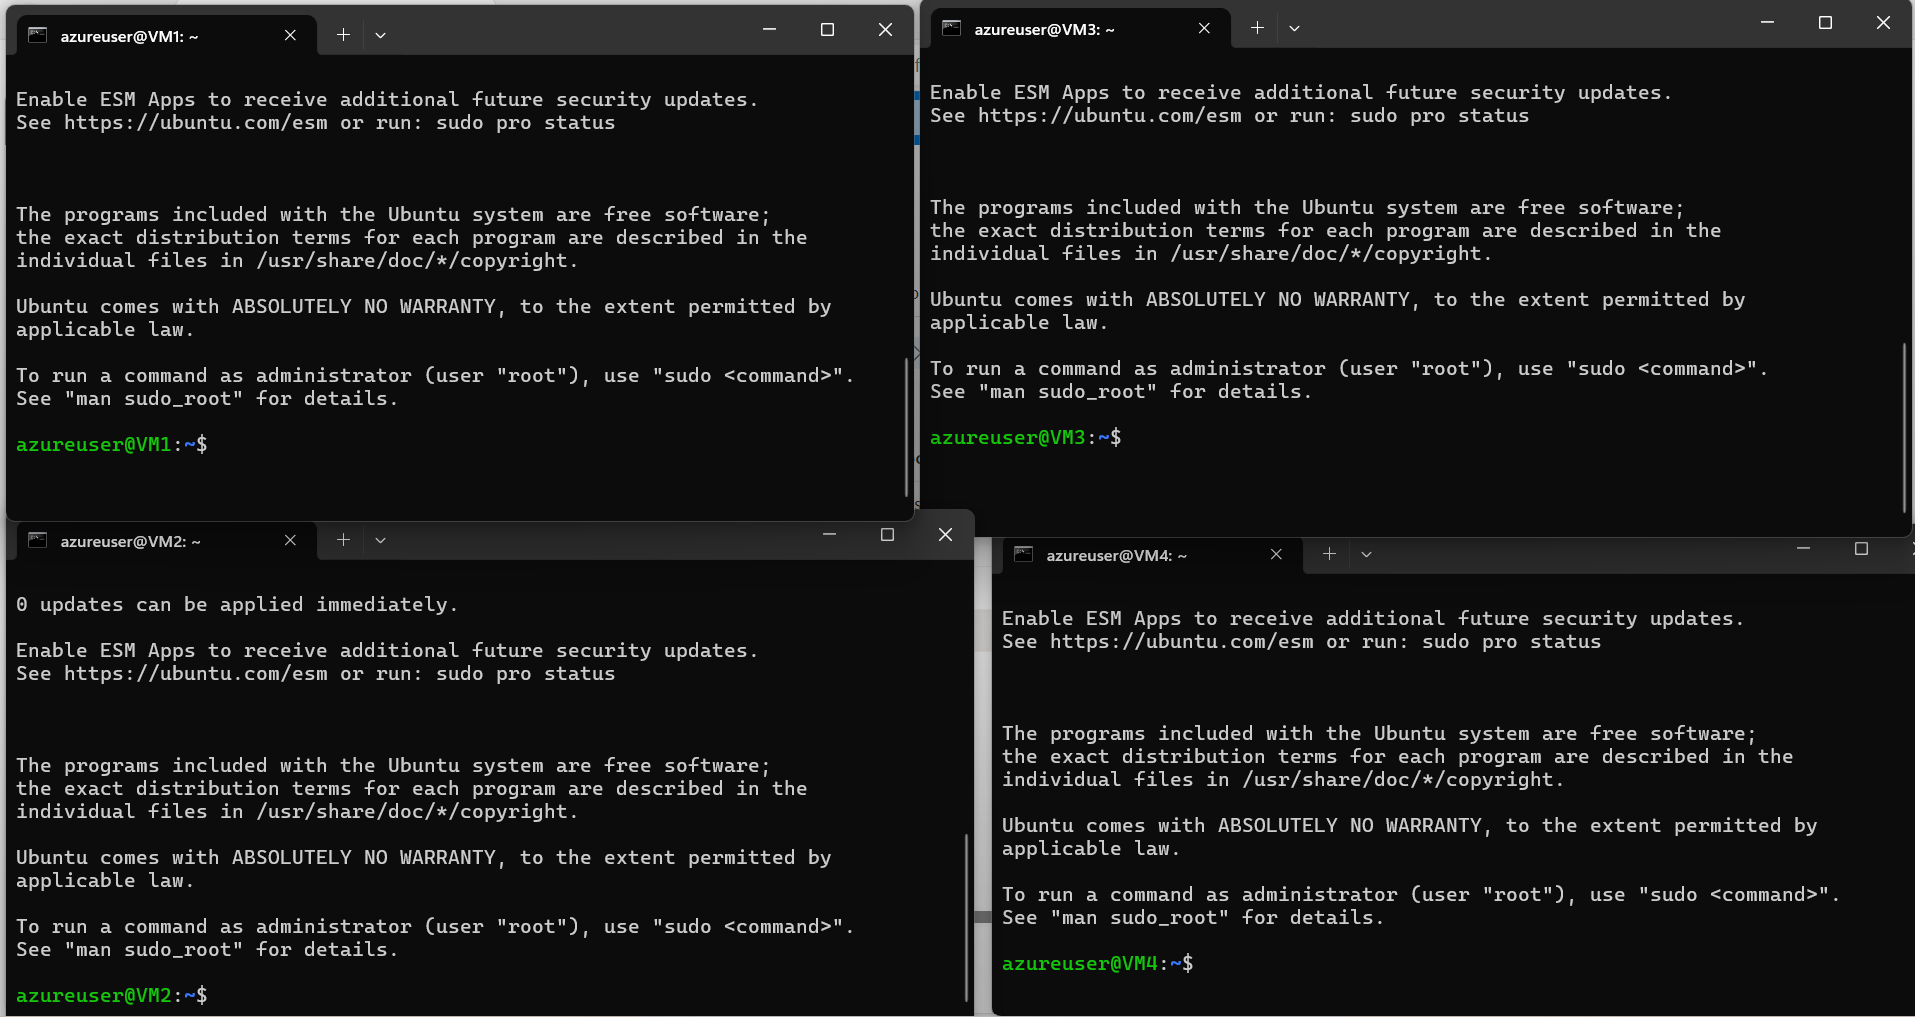 azureuser@VM1: ~
Enable ESM Apps to receive additional future security updates.
See https://ubuntu.com/esm or run: sudo pro status
The programs included with the Ubuntu system are free software;
the exact distribution terms for each program are described in the
individual files in /usr/share/doc/*/copyright.
Ubuntu comes with ABSOLUTELY NO WARRANTY, to the extent permitted by
applicable law.
To run a command as administrator (user "root"), use "sudo <command>".
See "man sudo_root" for details.
azureuser@VM1:~$
azureuser@VM3: ~
Enable ESM Apps to receive additional future security updates.
See https://ubuntu.com/esm or run: sudo pro status
The programs included with the Ubuntu system are free software;
the exact distribution terms for each program are described in the
individual files in /usr/share/doc/*/copyright.
Ubuntu comes with ABSOLUTELY NO WARRANTY, to the extent permitted by
applicable law.
To run a command as administrator (user "root"), use "sudo <command>".
See "man sudo_root" for details.
azureuser@VM3:~$
azureuser@VM2: ~
0 updates can be applied immediately.
Enable ESM Apps to receive additional future security updates.
See https://ubuntu.com/esm or run: sudo pro status
The programs included with the Ubuntu system are free software;
the exact distribution terms for each program are described in the
individual files in /usr/share/doc/*/copyright.
Ubuntu comes with ABSOLUTELY NO WARRANTY, to the extent permitted by
applicable law.
To run a command as administrator (user "root"), use "sudo <command>".
See "man sudo_root" for details.
azureuser@VM2:~$
azureuser@VM4: ~
Enable ESM Apps to receive additional future security updates.
See https://ubuntu.com/esm or run: sudo pro status
The programs included with the Ubuntu system are free software;
the exact distribution terms for each program are described in the
individual files in /usr/share/doc/*/copyright.
Ubuntu comes with ABSOLUTELY NO WARRANTY, to the extent permitted by
applicable law.
To run a command as administrator (user "root"), use "sudo <command>".
See "man sudo_root" for details.
azureuser@VM4:~$